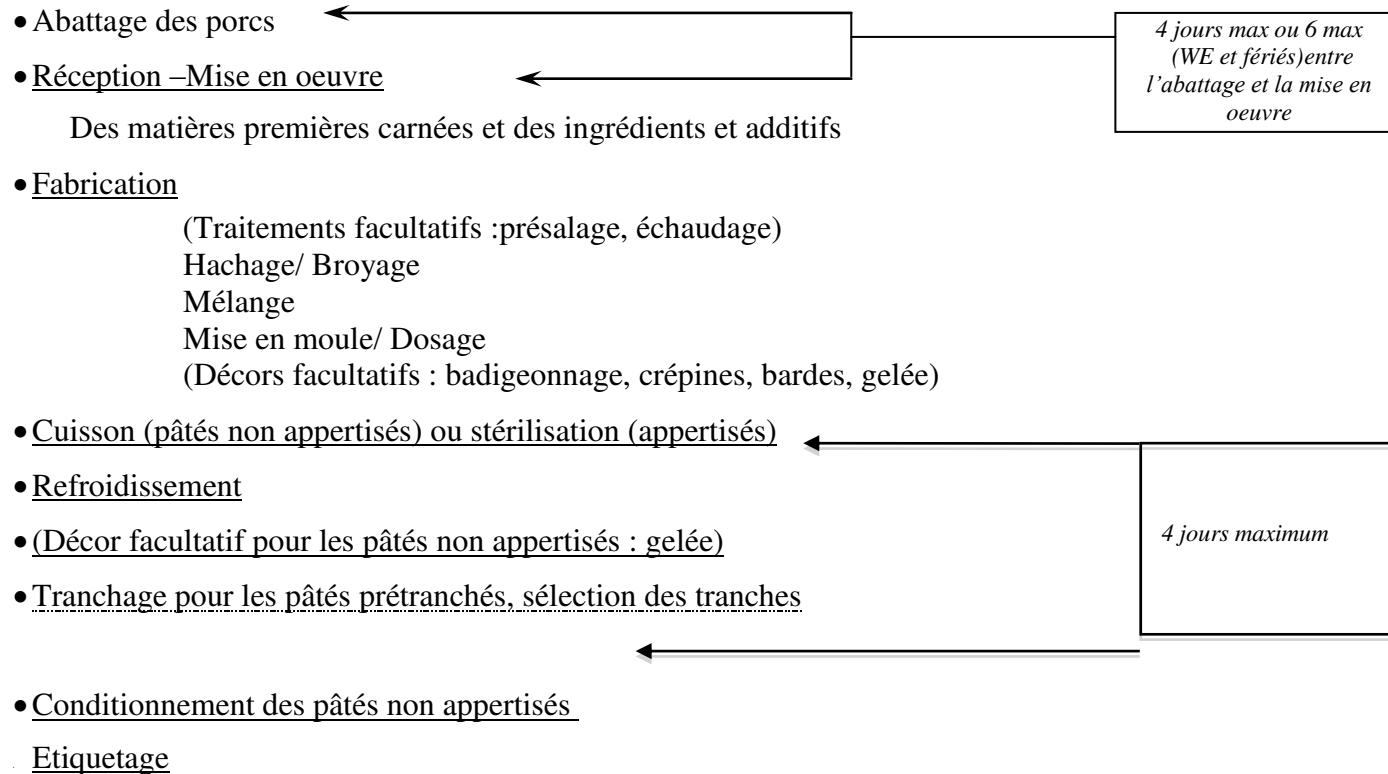 • Abattage des porcs
4 jours max ou 6 max
(WE et fériés)entre
l'abattage et la mise en
oeuvre
• Réception –Mise en oeuvre
Des matières premières carnées et des ingrédients et additifs
• Fabrication
(Traitements facultatifs :présalage, échaudage)
Hachage/ Broyage
Mélange
Mise en moule/ Dosage
(Décors facultatifs : badigeonnage, crépines, bardes, gelée)
• Cuisson (pâtés non appertisés) ou stérilisation (appertisés)
• Refroidissement
• (Décor facultatif pour les pâtés non appertisés : gelée)
4 jours maximum
• Tranchage pour les pâtés prétranchés, sélection des tranches
• Conditionnement des pâtés non appertisés
Etiquetage